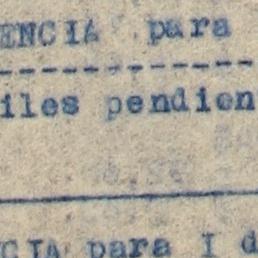 ENCIA para
iles pendien
CIA para I d